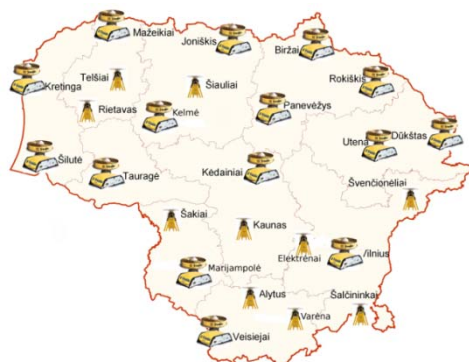 Mažeikiai
Joniškis
Biržai
Rokiškis
Telšiai
Kretinga
Šiauliai
Rietavas
Panevėžys
Kelmė
Dūkštas
Utena
Šilutė
Tauragė
Kėdainiai
Švenčionėliai
Šakiai
Kaunas
Elektrėnai
Vilnius
Marijampolė
Alytus
Šalčininkai
Varėna
Veisiejai